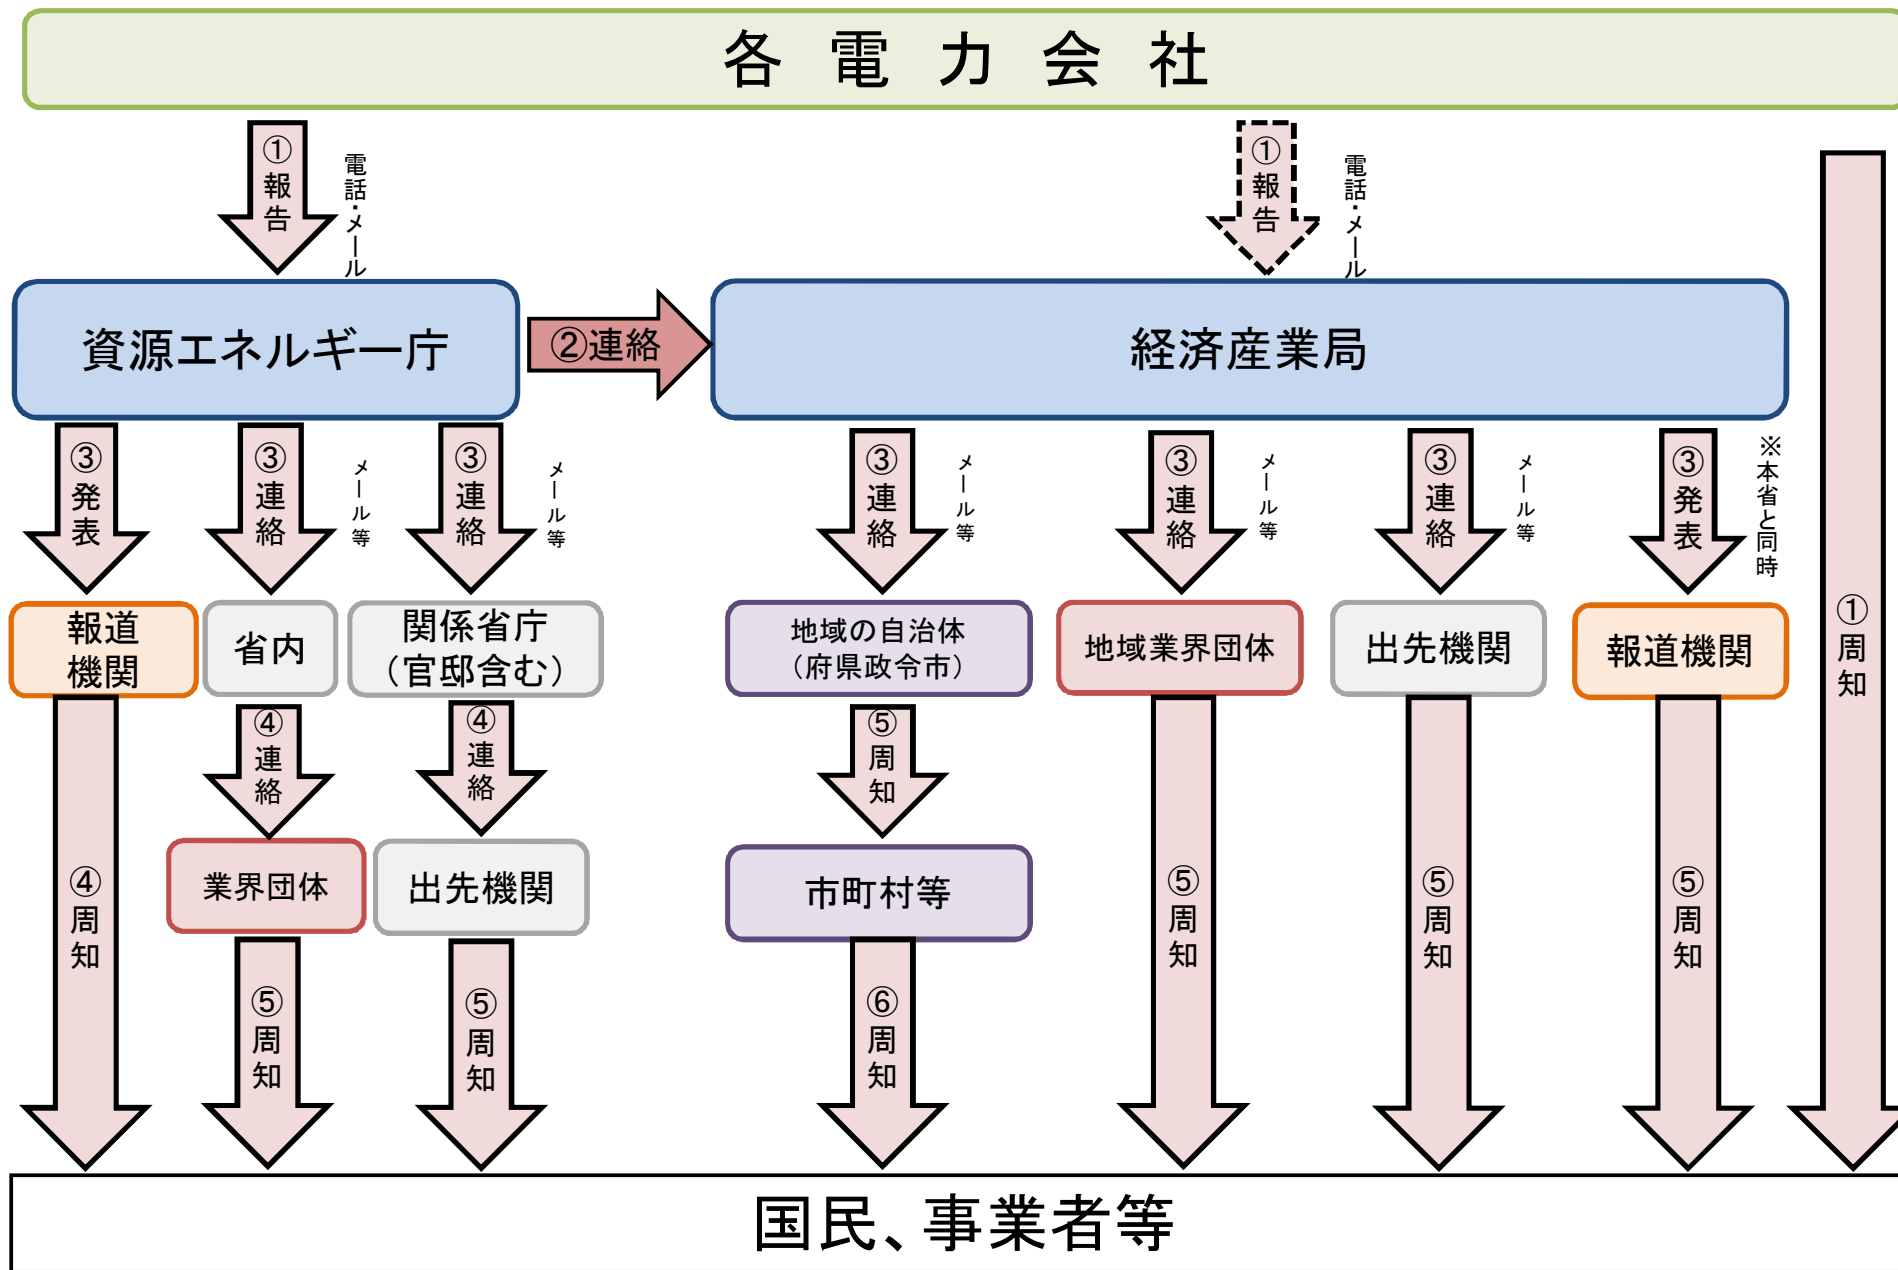 各電力会社
①報告
電話・メール
①報告
電話・メール
資源エネルギー庁
②連絡
経済産業局
③発表
③連絡
メール等
③連絡
メール等
③連絡
メール等
③連絡
メール等
③連絡
メール等
③発表
※本省と同時
①周知
報道
機関
省内
関係省庁
（官邸含む）
地域の自治体
（府県政令市）
地域業界団体
出先機関
報道機関
④連絡
④連絡
⑤周知
④周知
業界団体
出先機関
市町村等
⑤周知
⑤周知
⑤周知
⑤周知
⑤周知
⑥周知
国民、事業者等